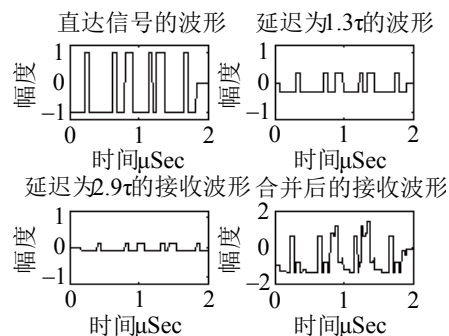 直达信号的波形 延迟为1.3τ的波形
幅度 1 0 −1 幅度 1 0 −1
0 1 2 0 1 2
时间μSec 时间μSec
延迟为2.9τ的接收波形 合并后的接收波形
幅度 1 0 −1 幅度 2 0 −2
0 1 2 0 1 2
时间μSec 时间μSec